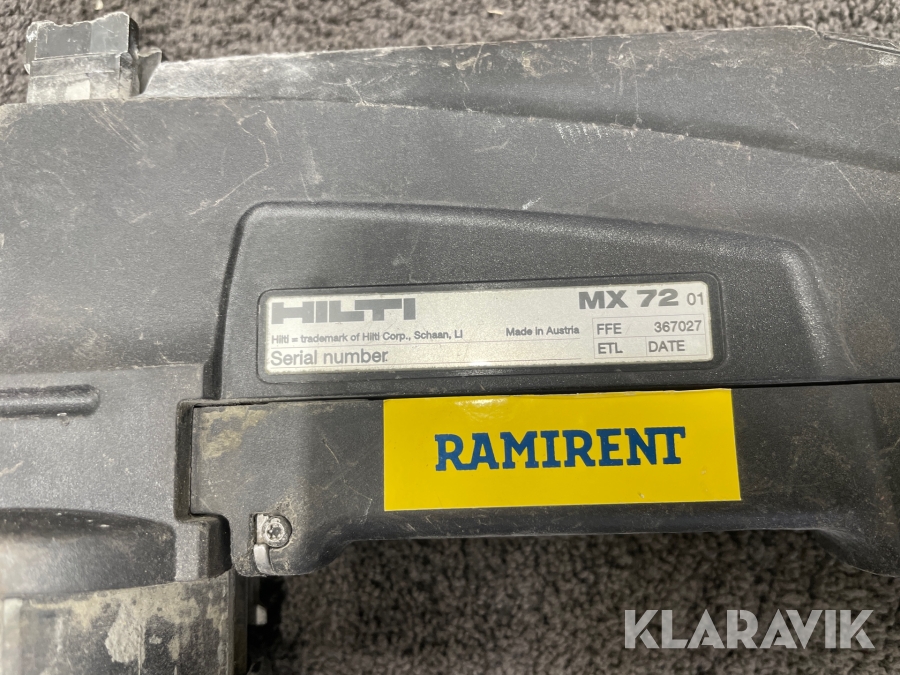 HILTI MX 72 01
Hilti = trademark of Hilti Corp., Schaan, LI Made in Austria FFE 367027
Serial number ETL DATE
RAMIRENT
KLARAVIK